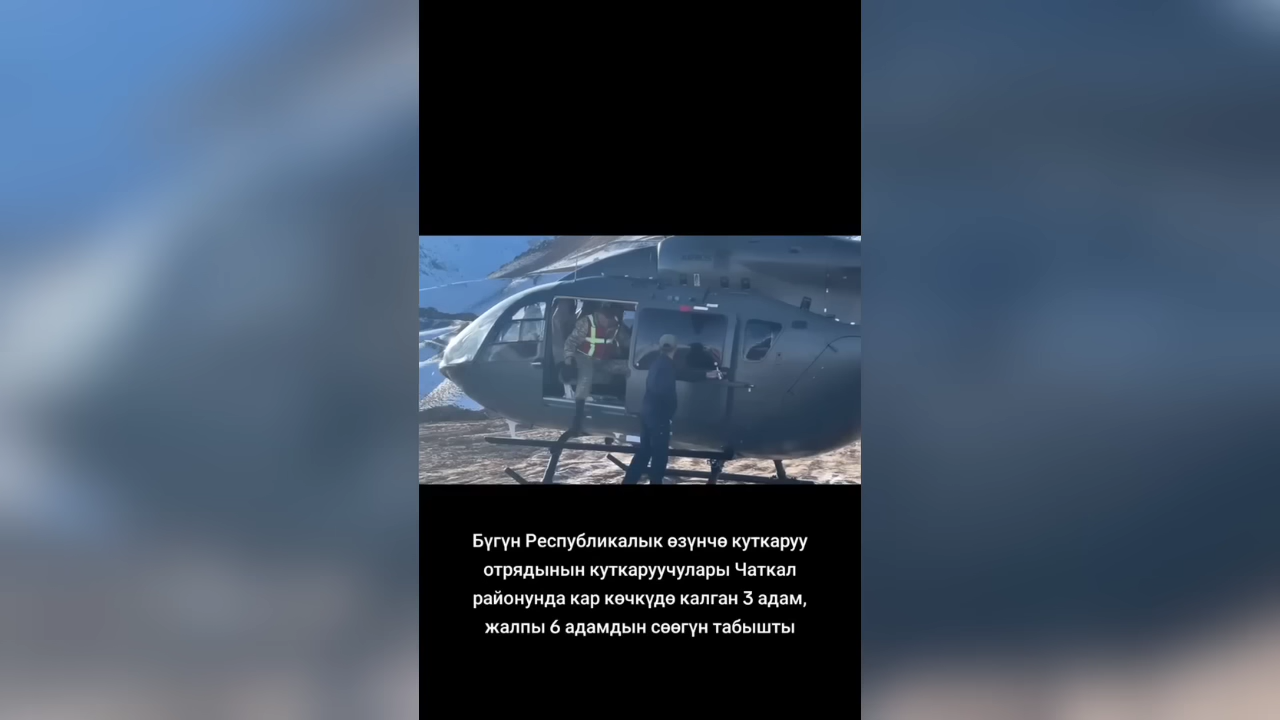 Бүгүн Республикалык өзүнчө куткаруу
отрядынын куткаруучулары Чаткал
районунда кар көчкүдө калган 3 адам,
жалпы 6 адамдын сөөгүн табышты